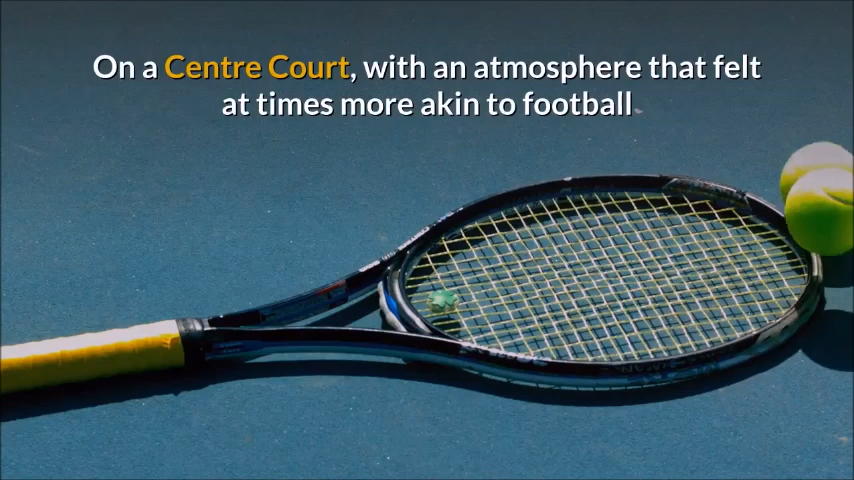 On a Centre Court, with an atmosphere that felt
at times more akin to football